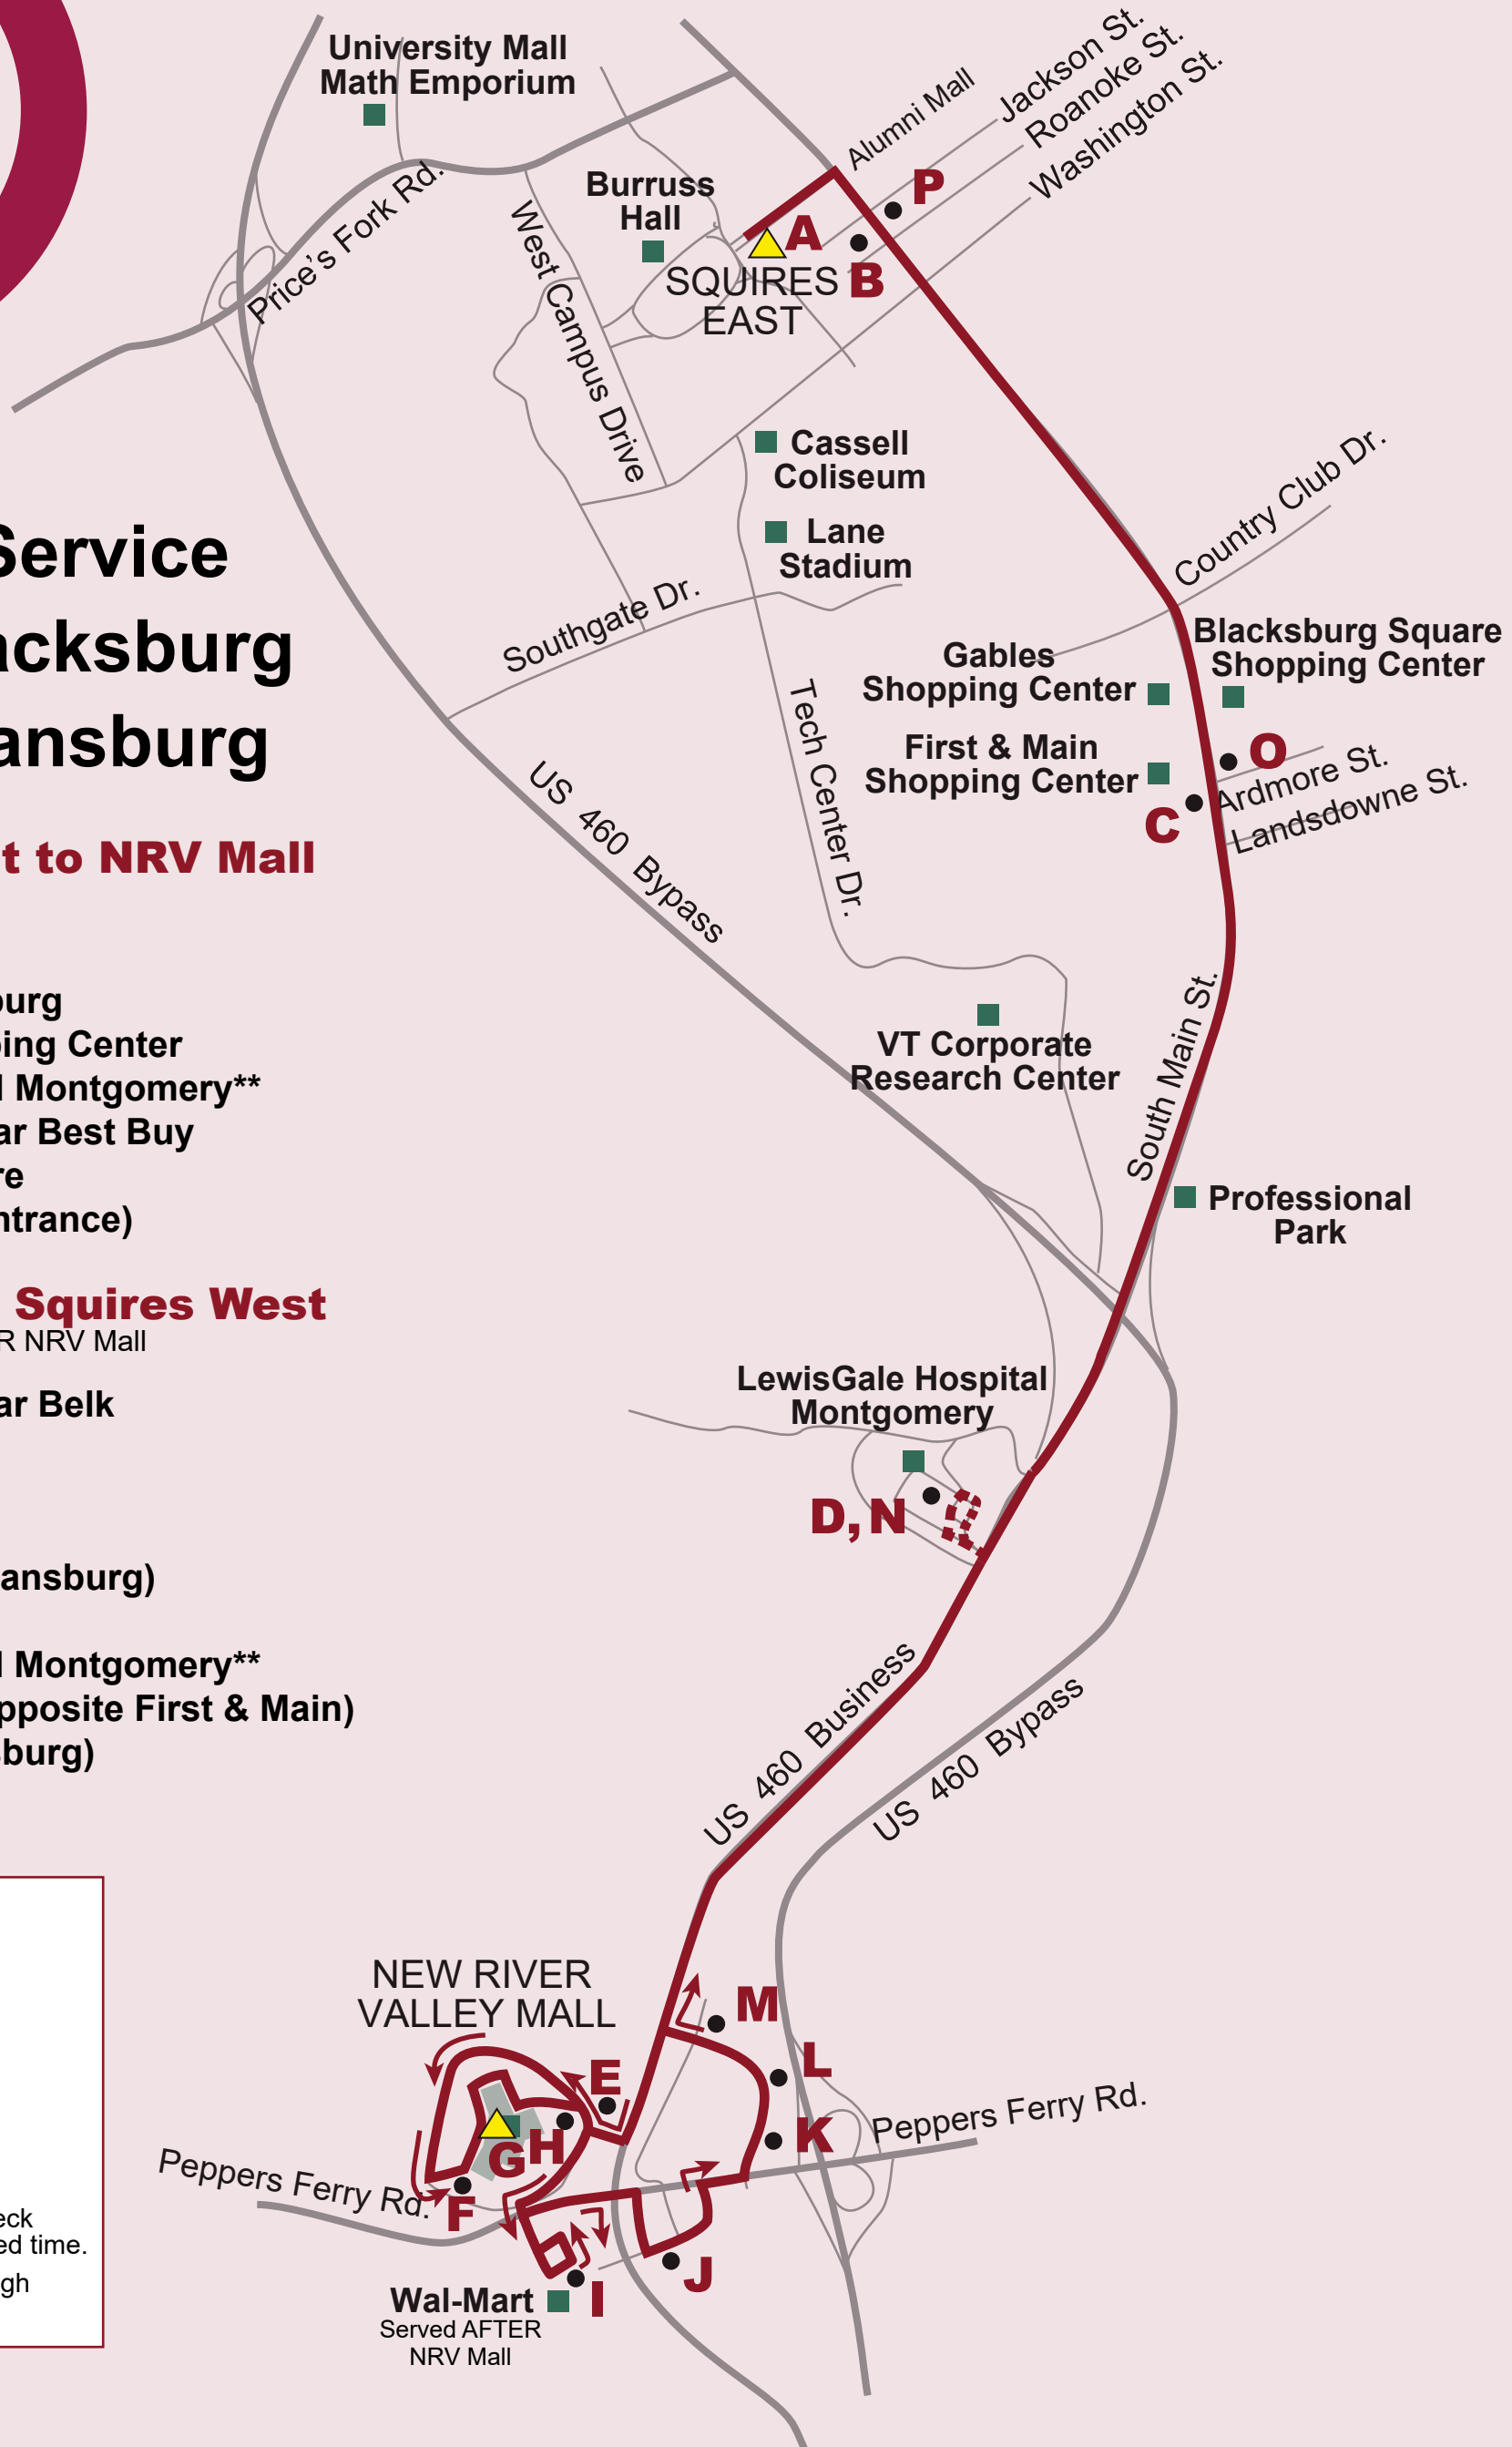 University Mall
Math Emporium
Jackson St.
Roanoke St.
Washington St.
Alumni Mall
Price's Fork Rd.
Burruss
Hall
West Campus Drive
P
A
B
SQUIRES
EAST
Cassell
Coliseum
Lane
Stadium
Country Club Dr.
Southgate Dr.
Blacksburg Square
Shopping Center
Gables
Shopping Center
First & Main
Shopping Center
O
C
Ardmore St.
Landsdowne St.
Tech Center Dr.
US 460 Bypass
VT Corporate
Research Center
South Main St.
Professional
Park
LewisGale Hospital
Montgomery
D, N
US 460 Business
US 460 Bypass
NEW RIVER
VALLEY MALL
M
L
K
E
H
G
F
Peppers Ferry Rd.
Peppers Ferry Rd.
J
I
Wal-Mart
Served AFTER
NRV Mall
Service
acksburg
ansburg
t to NRV Mall
burg
ing Center
l Montgomery**
ar Best Buy
re
ntrance)
Squires West
R NRV Mall
ar Belk
ansburg)
l Montgomery**
pposite First & Main)
burg)
eck
ed time.
gh